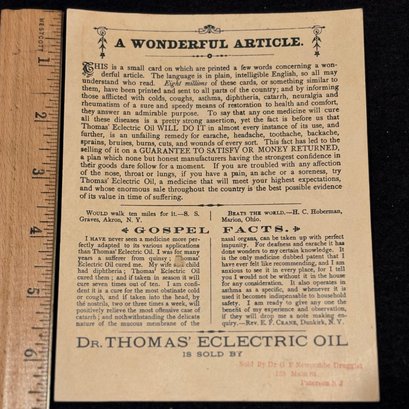 A WONDERFUL ARTICLE.
THIS is a small card on which are printed a few words concerning a won-
derful article. The language is in plain, intelligible English, so all may
understand who read. Eight millions of these cards, or something similar to
them, have been printed and sent to all parts of the country; and by informing
those afflicted with colds, coughs, asthma, diphtheria, catarrh, neuralgia and
rheumatism of a sure and speedy means of restoration to health and comfort,
they answer an admirable purpose. To say that any one medicine will cure
all these diseases is a pretty strong assertion, yet the fact is before us that
Thomas' Eclectric Oil WILL DO IT in almost every instance of its use, and
further, is an unfailing remedy for earache, headache, toothache, backache,
sprains, bruises, burns, cuts, and wounds of every sort. This fact has led to the
selling of it on GUARANTEE TO SATISFY OR MONEY RETURNED,
a plan which none but honest manufacturers having the strongest confidence in
their goods dare follow for a moment. If you are troubled with any affection
of the nose, throat or lungs, if you have a pain, an ache or a soreness, try
Thomas' Eclectric Oil, a medicine that will meet your highest expectations,
and whose enormous sale throughout the country is the best possible evidence
of its value in time of suffering.
WOULD walk ten miles for it.—S. S.
Graves, Akron, N. Y.
BEATS THE WORLD.—H. C. Hoberman,
Marion, Ohio.
GOSPEL FACTS.
I HAVE never seen a medicine more per-
fectly adapted to its various applications
than Thomas' Eclectric Oil. I was for many
years a sufferer from quinsy; Thomas'
Eclectric Oil cured me. My wife and child
had diphtheria; Thomas' Eclectric Oil
cured them; and if taken in season it will
cure seven times out of ten. I am confi-
dent it is a cure for the most obstinate cold
or cough, and if taken into the head, by
the nostrils, two or three times a week, will
positively relieve the most offensive case of
catarrh; and notwithstanding the delicate
nature of the mucous membrane of the
nasal organs, can be taken up with perfect
impunity. For deafness and earache it has
done wonders to my certain knowledge. It
is the only medicine dubbed patent that I
have ever felt like recommending, and I am
anxious to see it in every place, for I tell
you I would not be without it in the house
for any consideration. It also operates in
asthma as a specific, and wherever it is
used it becomes indispensable to household
safety. I am ready to give any one the
benefit of my experience and observation,
if they will drop me a note making en-
quiry.—Rev. E. F. CRANE, Dunkirk, N. Y.
DR. THOMAS' ECLECTRIC OIL
IS SOLD BY
Sold By Dr G F Newcombe Druggist
Main St.
Paterson N J
WESTCOTT
1
2
3
4
5
6